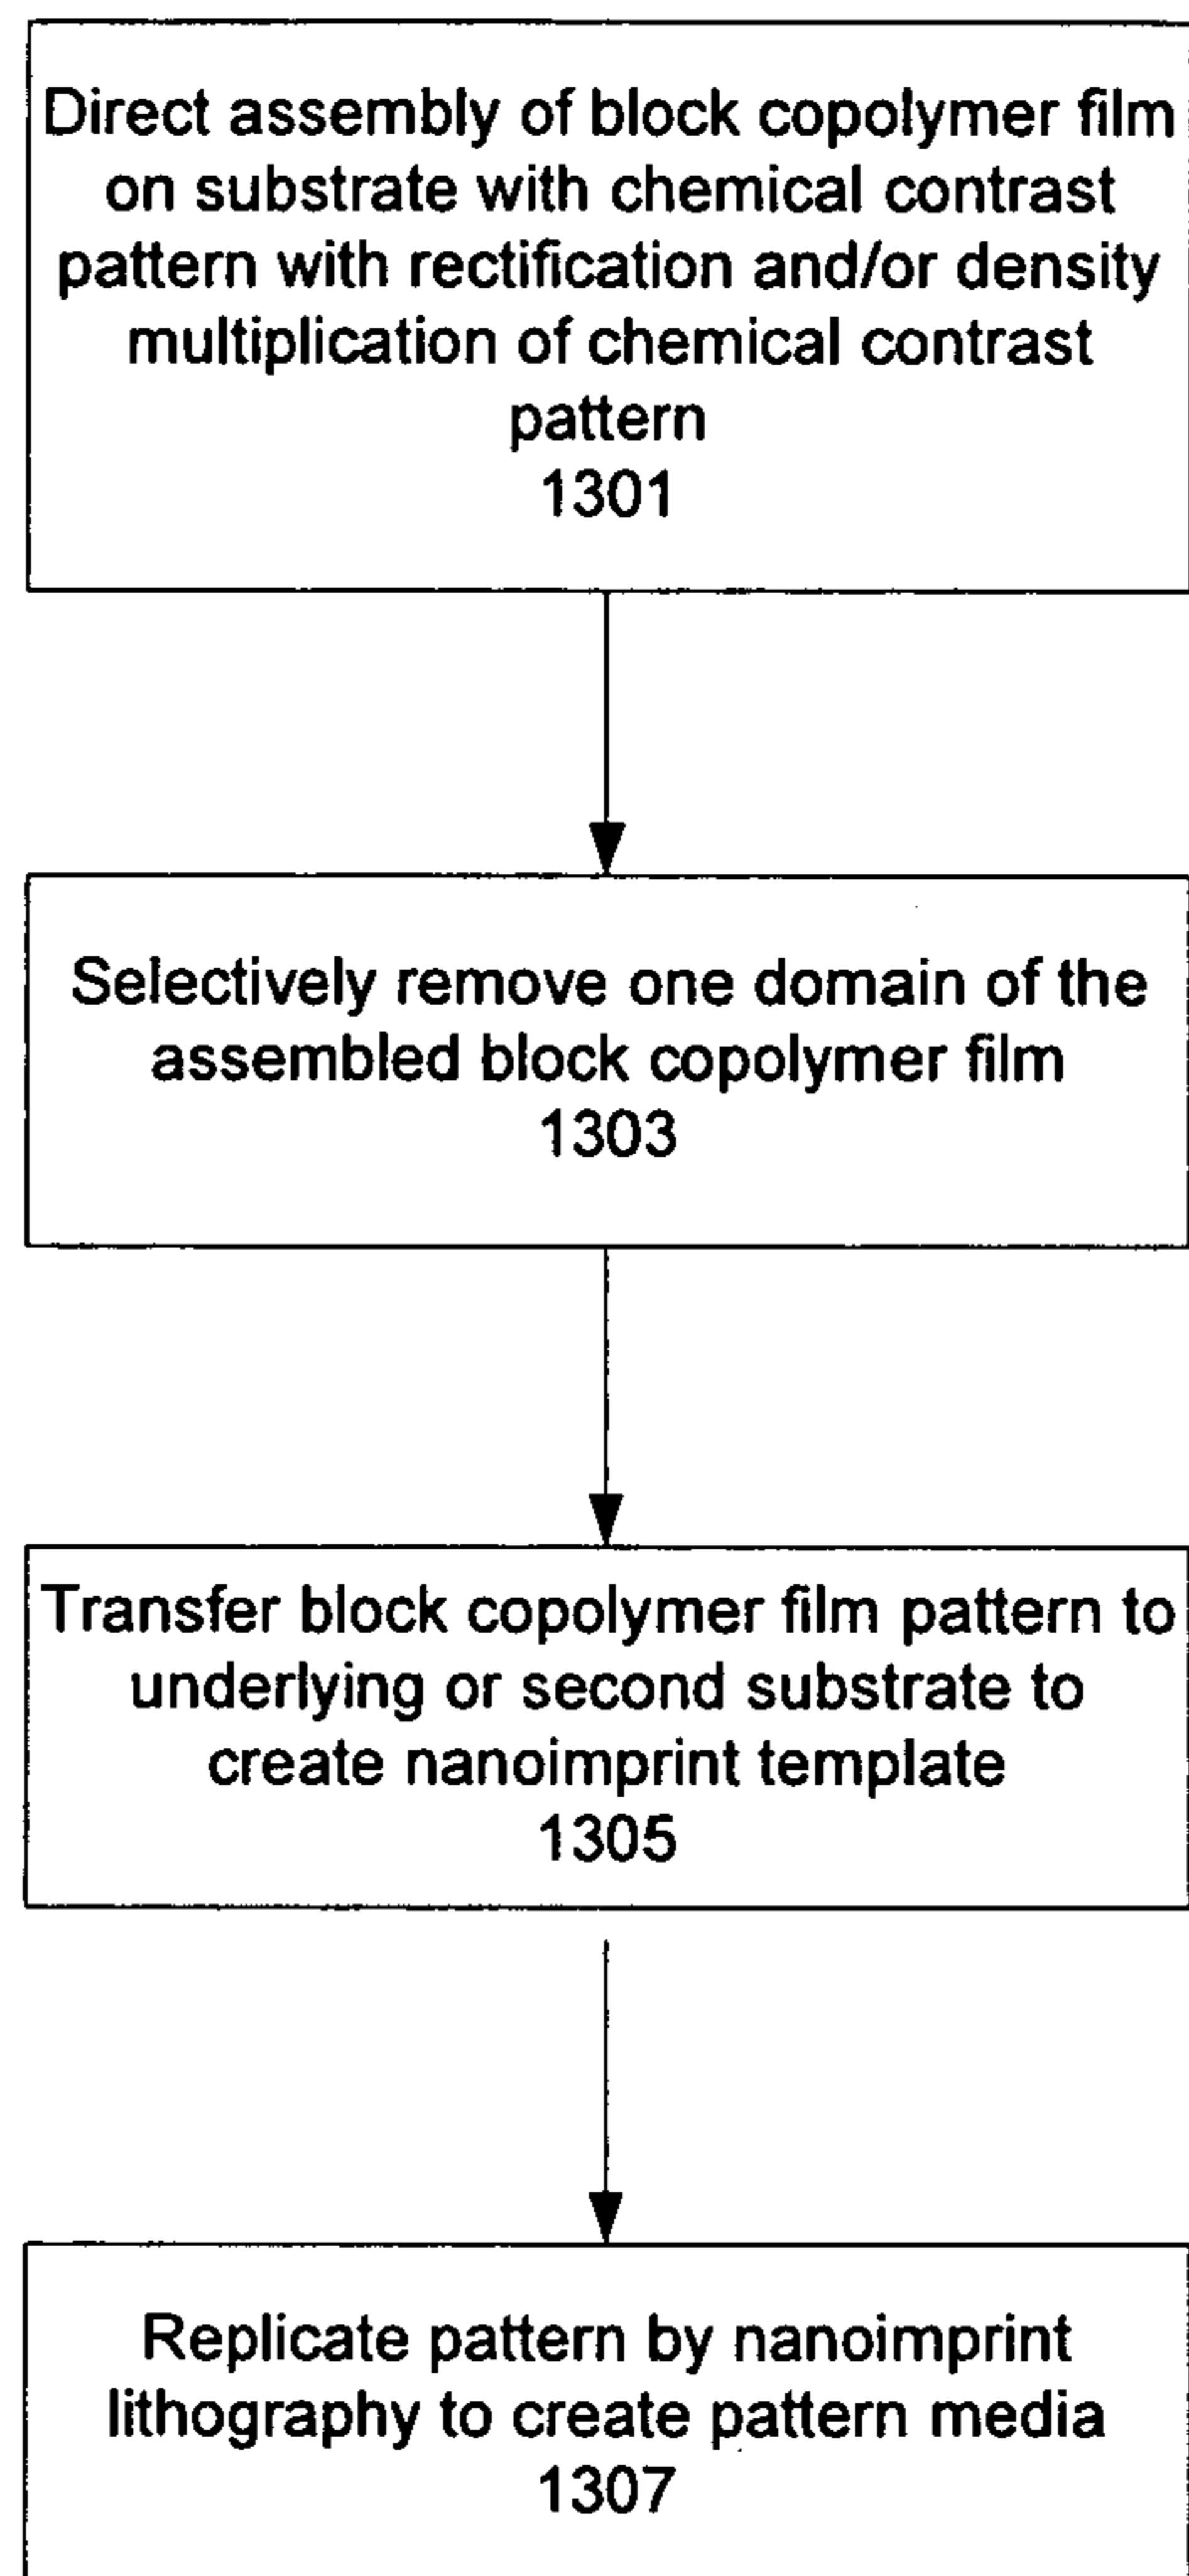 Direct assembly of block copolymer film
on substrate with chemical contrast
pattern with rectification and/or density
multiplication of chemical contrast
pattern
1301
Selectively remove one domain of the
assembled block copolymer film
1303
Transfer block copolymer film pattern to
underlying or second substrate to
create nanoimprint template
1305
Replicate pattern by nanoimprint
lithography to create pattern media
1307